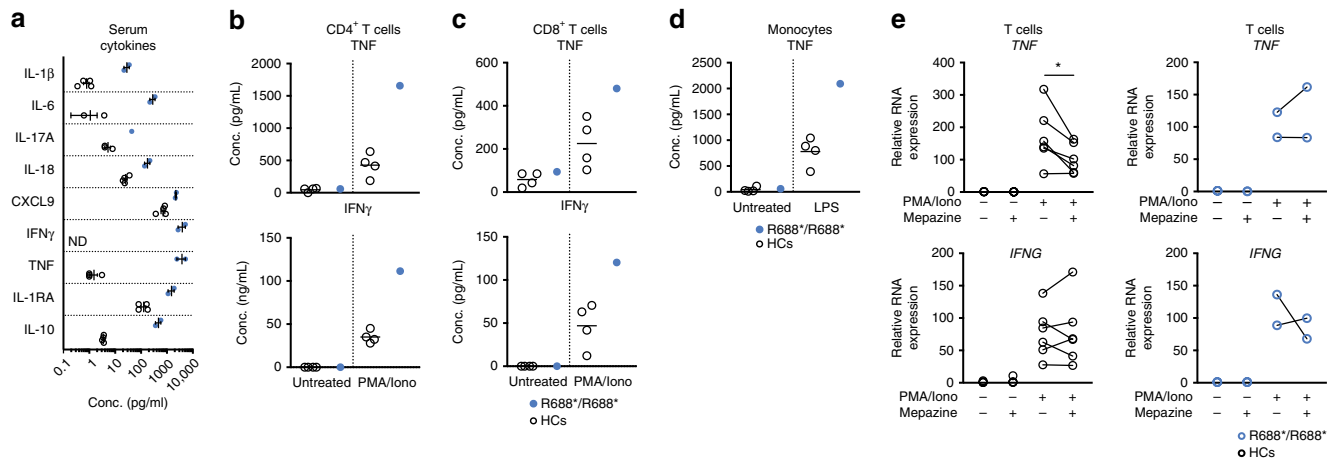 a
Serum
cytokines
IL-1β
IL-6
IL-17A
IL-18
CXCL9
IFNγ
ND
TNF
IL-1RA
IL-10
0.1
1
10
100
1000
10,000
Conc. (pg/ml)
b
CD4+ T cells
TNF
Conc. (pg/mL)
2000
1500
1000
500
0
IFNγ
Conc. (ng/mL)
150
100
50
0
Untreated PMA/Iono
c
CD8+ T cells
TNF
Conc. (pg/mL)
600
400
200
0
IFNγ
Conc. (pg/mL)
150
100
50
0
Untreated PMA/Iono
R688*/R688*
HCs
d
Monocytes
TNF
Conc. (pg/mL)
2500
2000
1500
1000
500
0
Untreated LPS
R688*/R688*
HCs
e
T cells
TNF
Relative RNA
expression
400
300
200
100
0
*
PMA/Iono – – + +
Mepazine – + – +
T cells
TNF
Relative RNA
expression
200
150
100
50
0
PMA/Iono – – + +
Mepazine – + – +
IFNG
Relative RNA
expression
200
150
100
50
0
PMA/Iono – – + +
Mepazine – + – +
IFNG
Relative RNA
expression
200
150
100
50
0
PMA/Iono – – + +
Mepazine – + – +
R688*/R688*
HCs